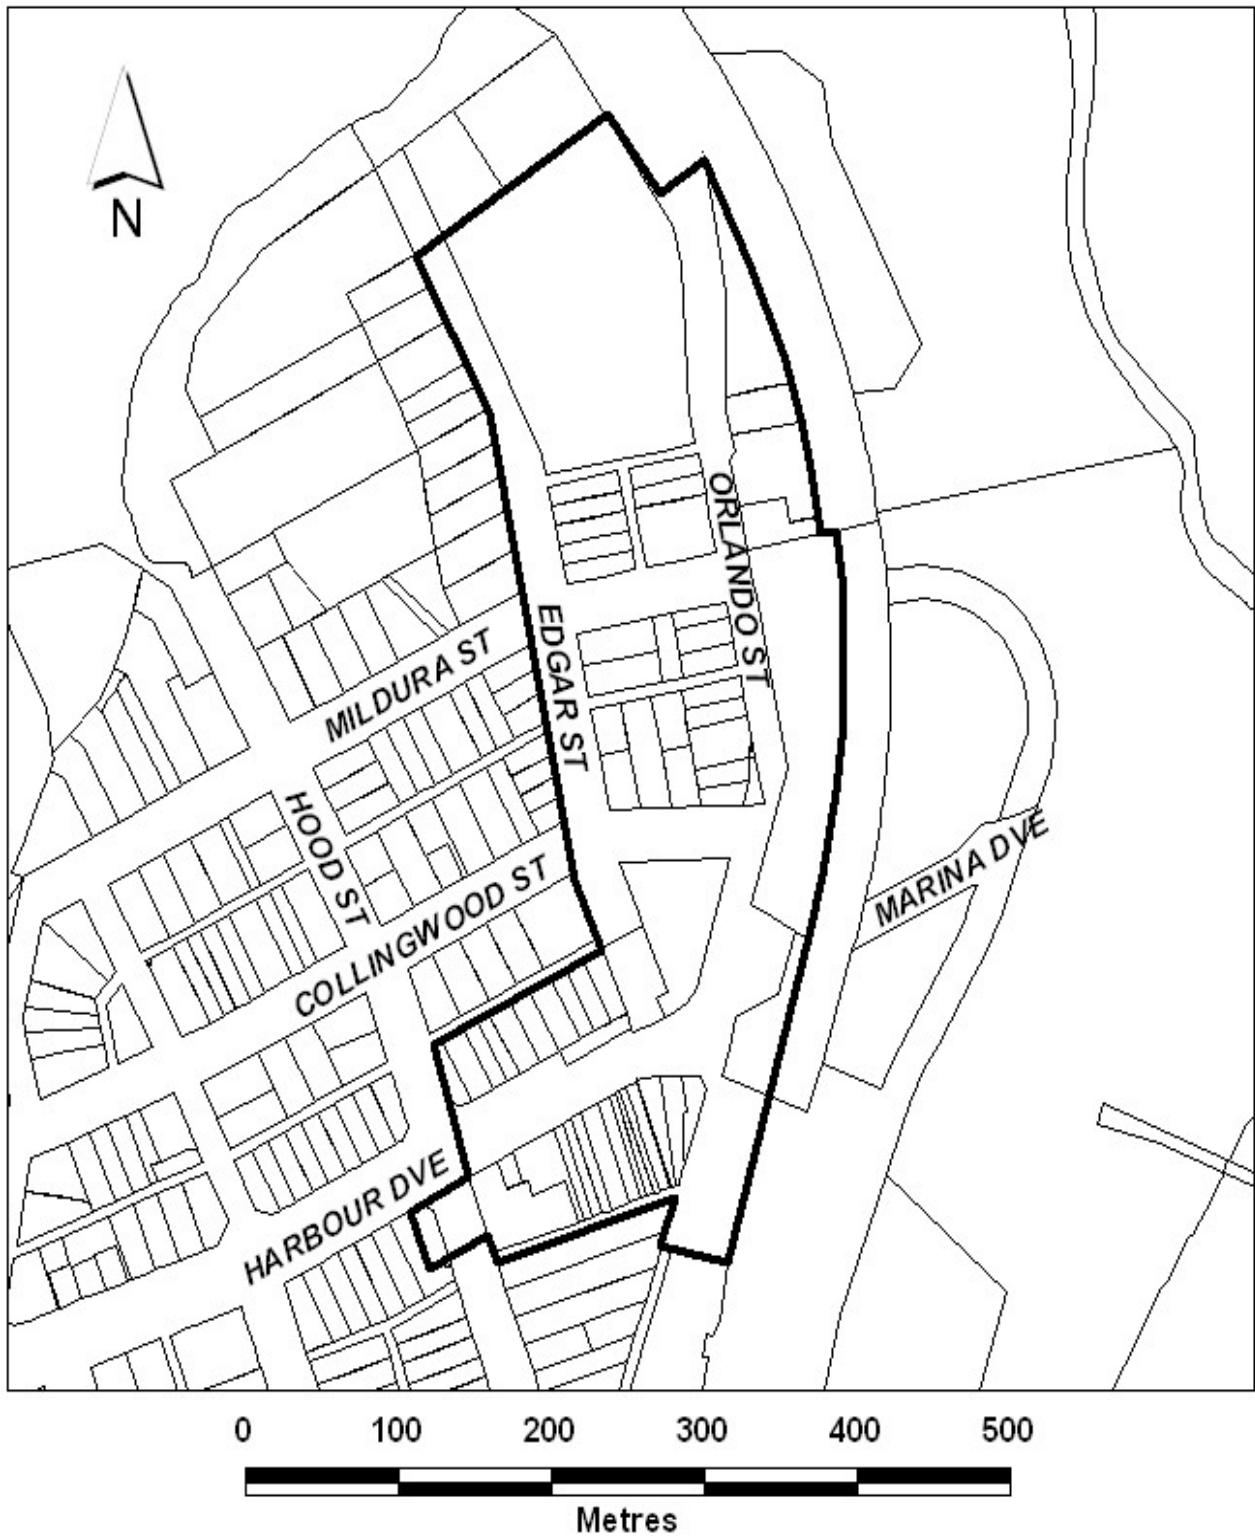 N
ORLANDO ST
EDGAR ST
MILDURA ST
HOOD ST
COLLINGWOOD ST
MARINA DVE
HARBOUR DVE
0 100 200 300 400 500
Metres